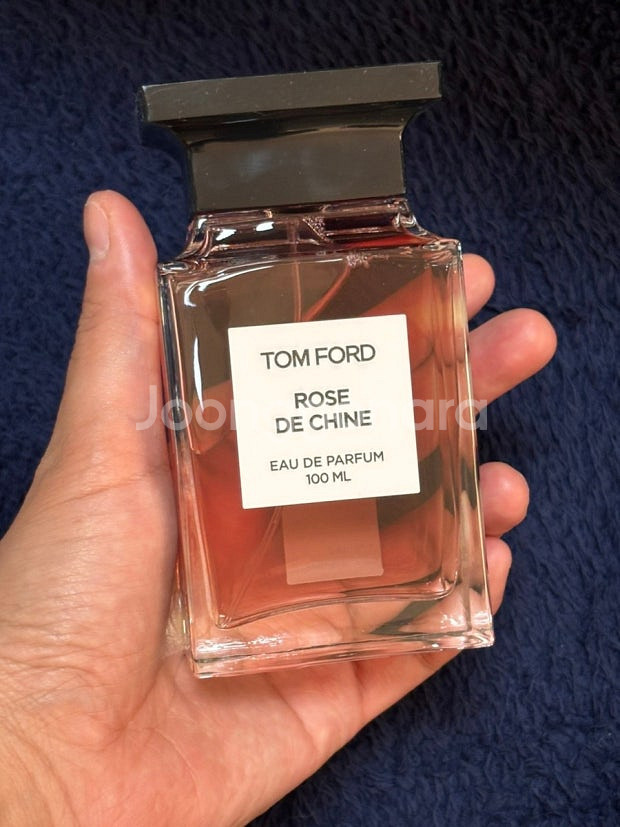 TOM FORD
ROSE
DE CHINE
EAU DE PARFUM
100 ML